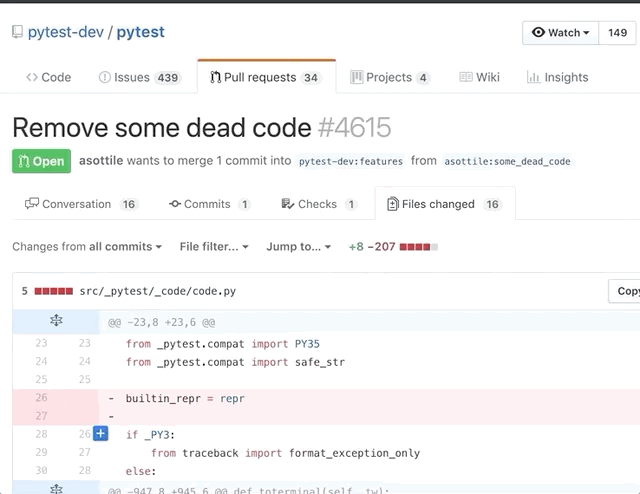 pytest-dev / pytest
Watch 149
Code Issues 439 Pull requests 34 Projects 4 Wiki Insights
Remove some dead code #4615
Open asottile wants to merge 1 commit into pytest-dev:features from asottile:some_dead_code
Conversation 16 Commits 1 Checks 1 Files changed 16
Changes from all commits File filter... Jump to... +8 −207
5 src/_pytest/_code/code.py Copy
@@ -23,8 +23,6 @@
23 23 from _pytest.compat import PY35
24 24 from _pytest.compat import safe_str
25 25
26 - builtin_repr = repr
27 -
28 26 + if _PY3:
29 27 from traceback import format_exception_only
30 28 else:
@@ -947,8 +945,6 @@ def toterminal(self, tw):